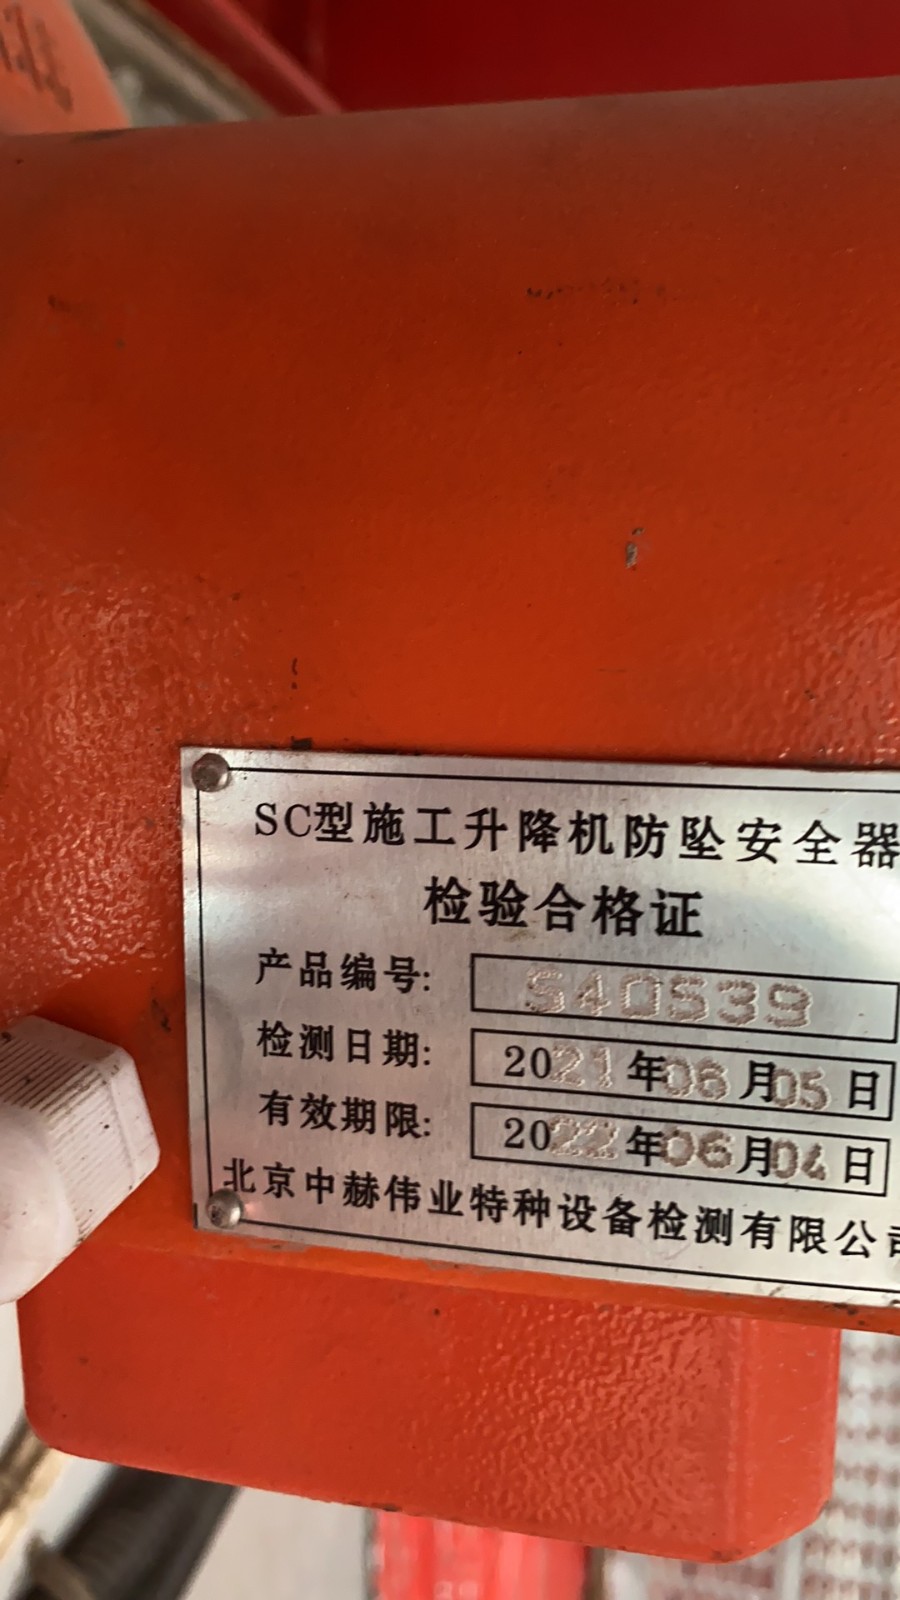 SC型施工升降机防坠安全器
检验合格证
产品编号: S40539
检测日期: 2021年06月05日
有效期限: 2022年06月04日
北京中赫伟业特种设备检测有限公司